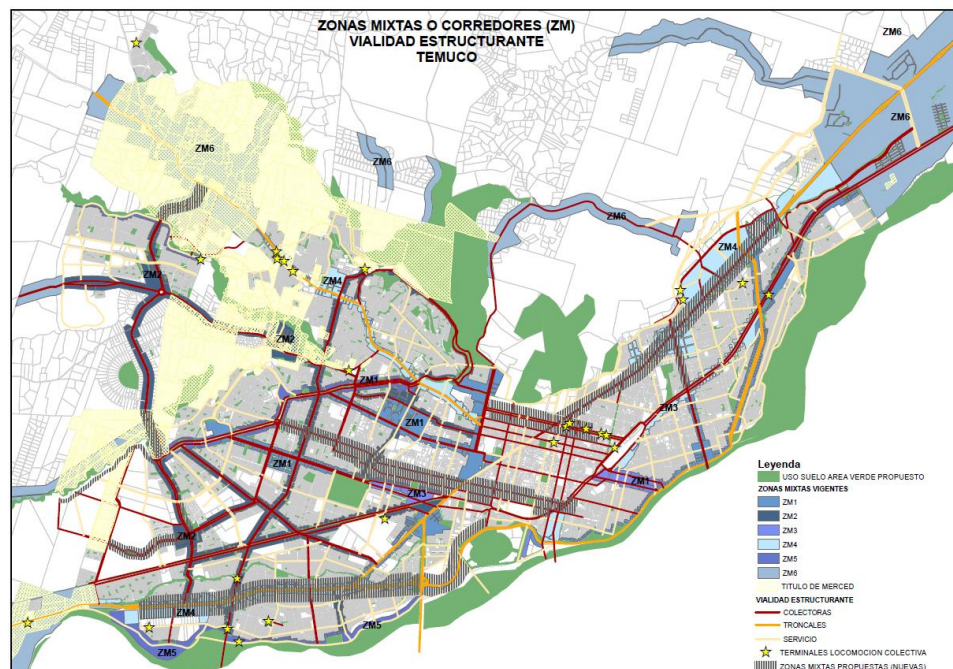 ZONAS MIXTAS O CORREDORES (ZM)
VIALIDAD ESTRUCTURANTE
TEMUCO
ZM6
ZM6
ZM6
ZM6
ZM6
ZM4
ZM2
ZM4
ZM2
ZM1
ZM1
ZM3
ZM1
ZM3
ZM1
ZM2
ZM4
ZM5
ZM5
Leyenda
USO SUELO AREA VERDE PROPUESTO
ZONAS MIXTAS VIGENTES
ZM1
ZM2
ZM3
ZM4
ZM5
ZM6
TITULO DE MERCED
VIALIDAD ESTRUCTURANTE
COLECTORAS
TRONCALES
SERVICIO
TERMINALES LOCOMOCION COLECTIVA
ZONAS MIXTAS PROPUESTAS (NUEVAS)